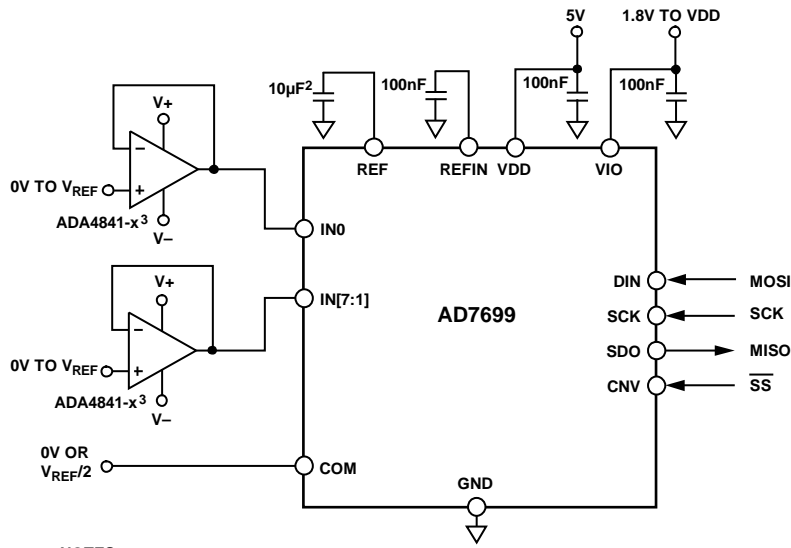 5V
1.8V TO VDD
10µF2
100nF
100nF
100nF
V+
REF
REFIN
VDD
VIO
−
+
0V TO VREF
ADA4841-x3
V−
IN0
V+
IN[7:1]
AD7699
DIN
MOSI
SCK
SCK
SDO
MISO
CNV
SS
−
+
0V TO VREF
ADA4841-x3
V−
0V OR
VREF/2
COM
GND